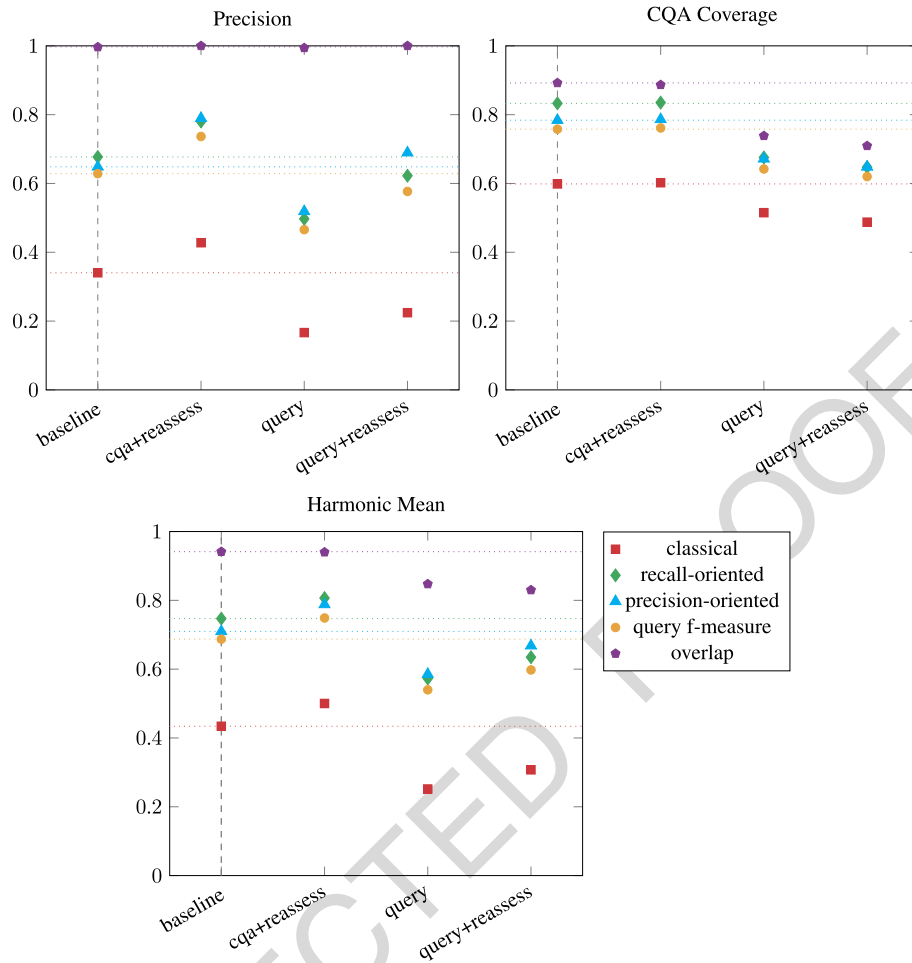 Precision
1
0.8
0.6
0.4
0.2
0
baseline
cqa+reassess
query
query+reassess
CQA Coverage
1
0.8
0.6
0.4
0.2
0
baseline
cqa+reassess
query
query+reassess
Harmonic Mean
1
0.8
0.6
0.4
0.2
0
baseline
cqa+reassess
query
query+reassess
classical
recall-oriented
precision-oriented
query f-measure
overlap